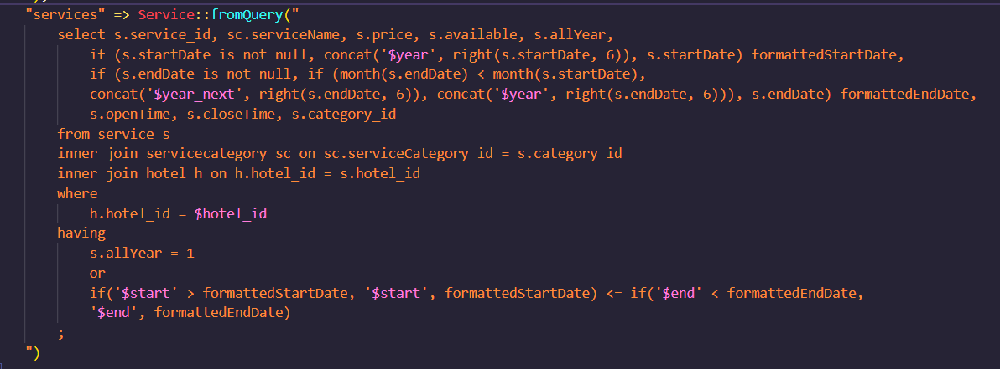 "services" => Service::fromQuery("
select s.service_id, sc.serviceName, s.price, s.available, s.allYear,
if (s.startDate is not null, concat('$year', right(s.startDate, 6)), s.startDate) formattedStartDate,
if (s.endDate is not null, if (month(s.endDate) < month(s.startDate),
concat('$year_next', right(s.endDate, 6)), concat('$year', right(s.endDate, 6))), s.endDate) formattedEndDate,
s.openTime, s.closeTime, s.category_id
from service s
inner join servicecategory sc on sc.serviceCategory_id = s.category_id
inner join hotel h on h.hotel_id = s.hotel_id
where
h.hotel_id = $hotel_id
having
s.allYear = 1
or
if('$start' > formattedStartDate, '$start', formattedStartDate) <= if('$end' < formattedEndDate,
'$end', formattedEndDate)
;
")